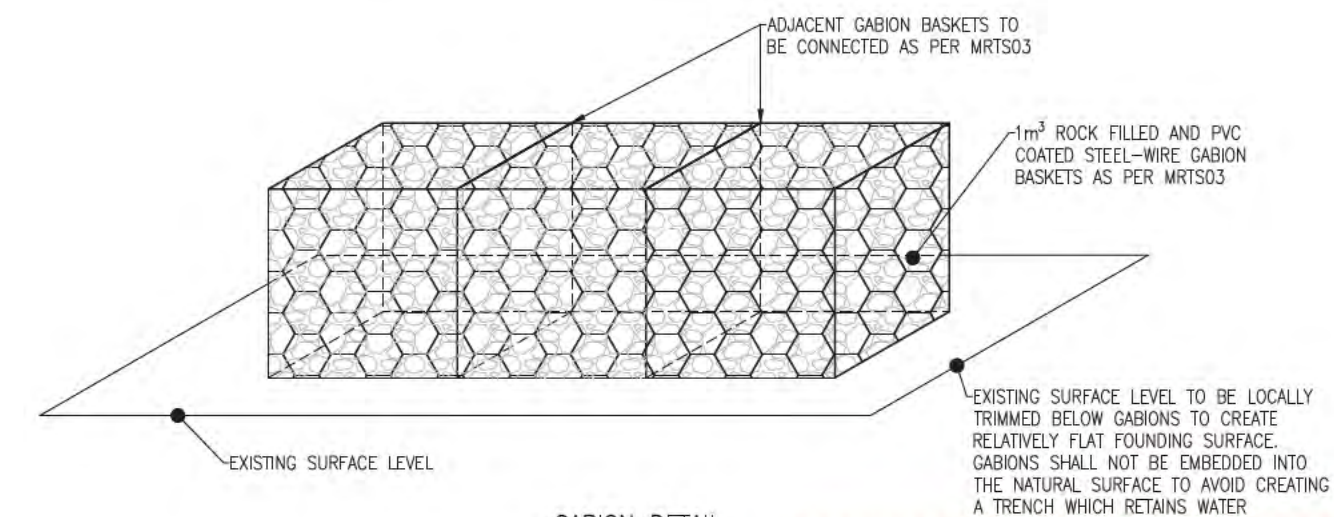 ADJACENT GABION BASKETS TO
BE CONNECTED AS PER MRTS03
1m³ ROCK FILLED AND PVC
COATED STEEL-WIRE GABION
BASKETS AS PER MRTS03
EXISTING SURFACE LEVEL TO BE LOCALLY
TRIMMED BELOW GABIONS TO CREATE
RELATIVELY FLAT FOUNDING SURFACE.
GABIONS SHALL NOT BE EMBEDDED INTO
THE NATURAL SURFACE TO AVOID CREATING
A TRENCH WHICH RETAINS WATER
EXISTING SURFACE LEVEL
GABION DETAIL